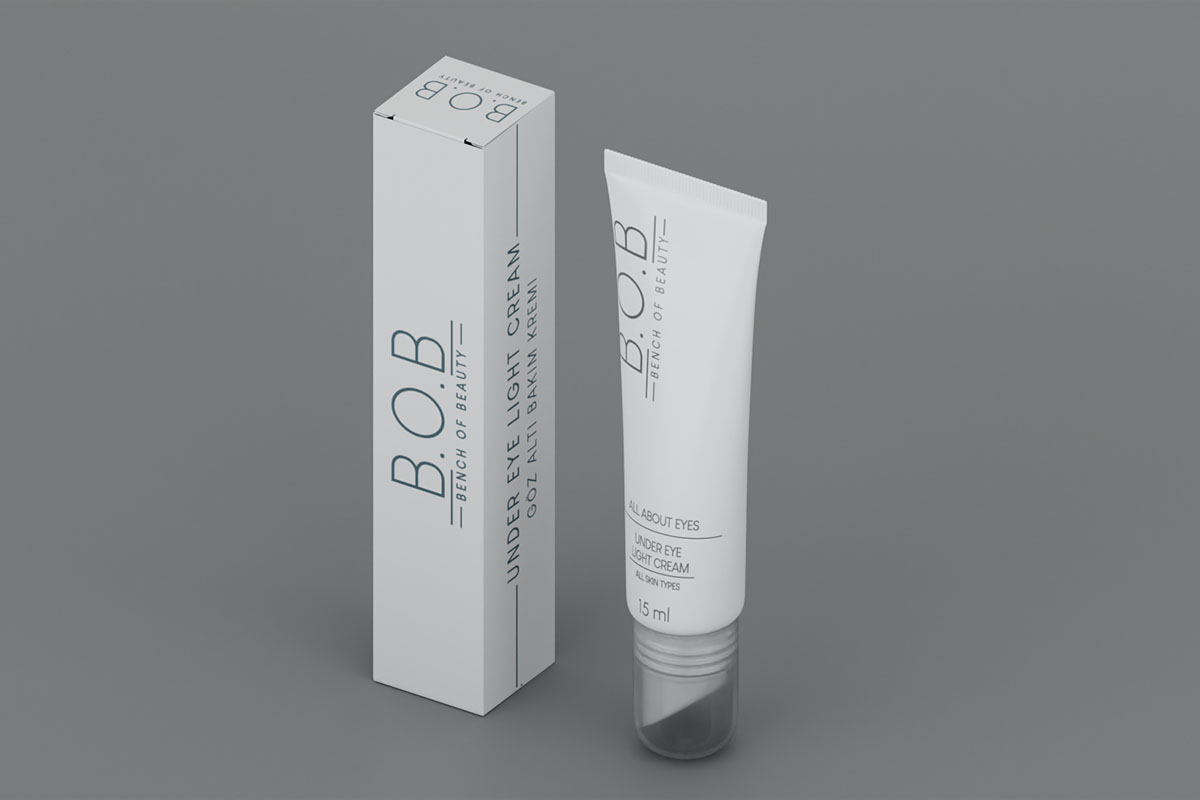 B.O.B
BENCH OF BEAUTY
B.O.B
BENCH OF BEAUTY
UNDER EYE LIGHT CREAM
GÖZ ALTI BAKIM KREMİ
B.O.B
BENCH OF BEAUTY
ALL ABOUT EYES
UNDER EYE
LIGHT CREAM
ALL SKIN TYPES
15 ml